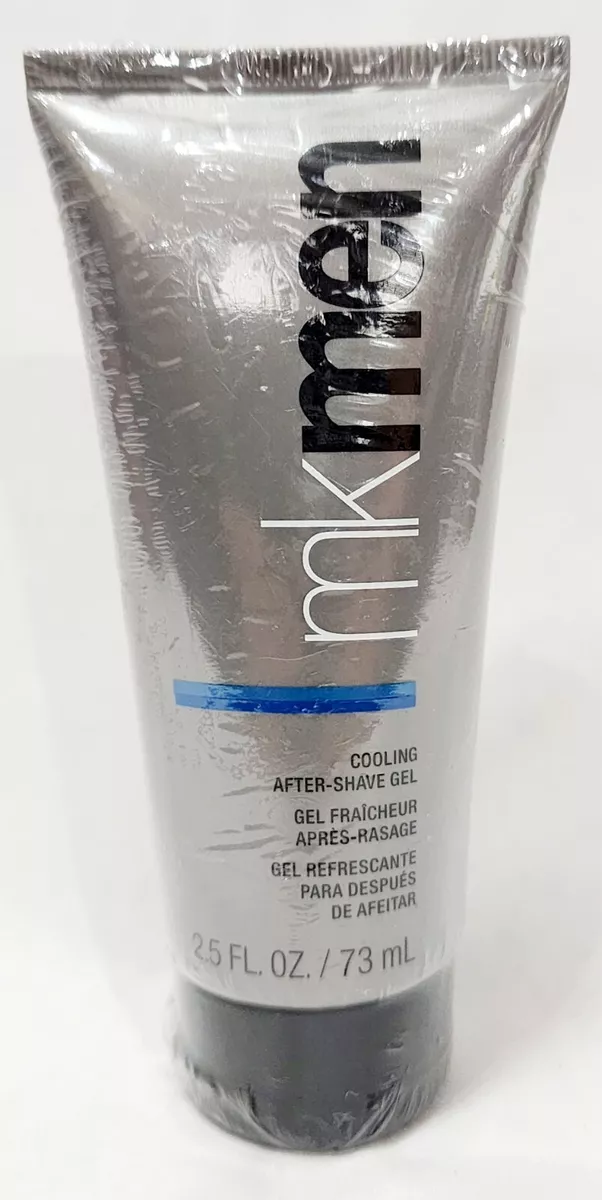 mkmen
COOLING
AFTER-SHAVE GEL
GEL FRAÎCHEUR
APRÈS-RASAGE
GEL REFRESCANTE
PARA DESPUÉS
DE AFEITAR
2.5 FL. OZ. / 73 mL